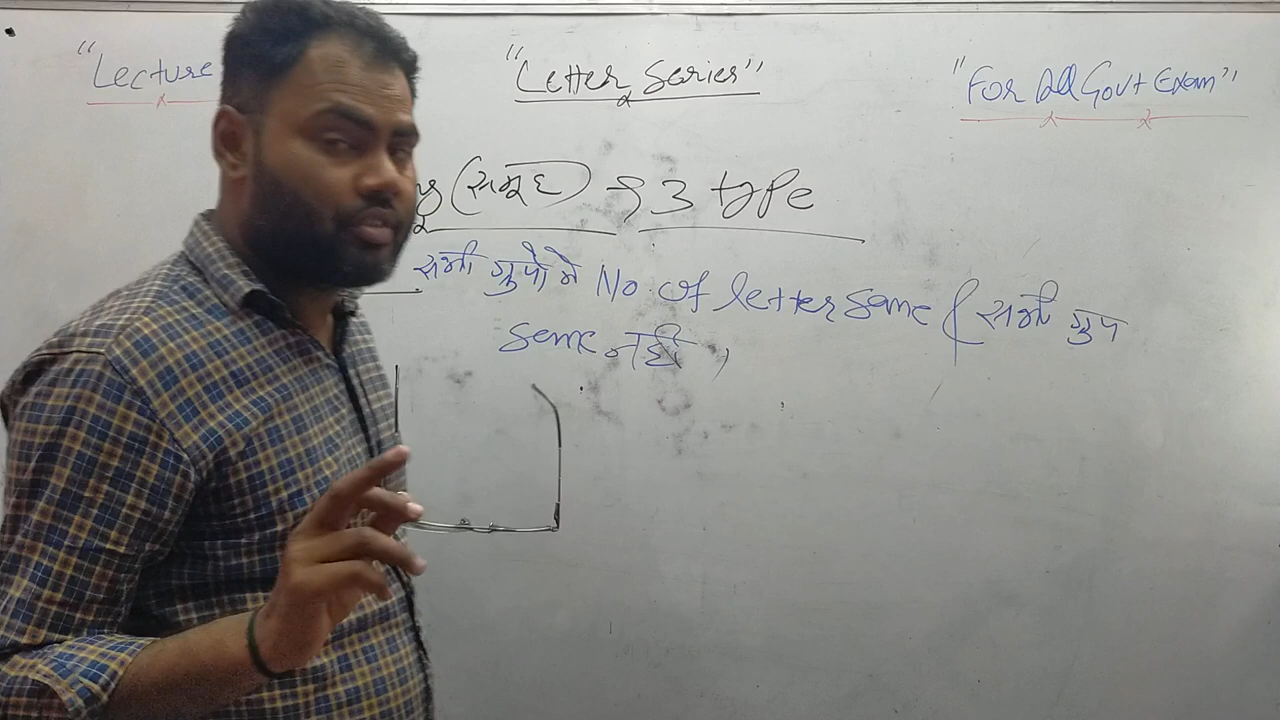 "Lecture "Letter Series" "For All Govt Exam"
(समूह) → 3 type
सभी ग्रुपो मे No. of letter same & सभी ग्रुप
same नही,